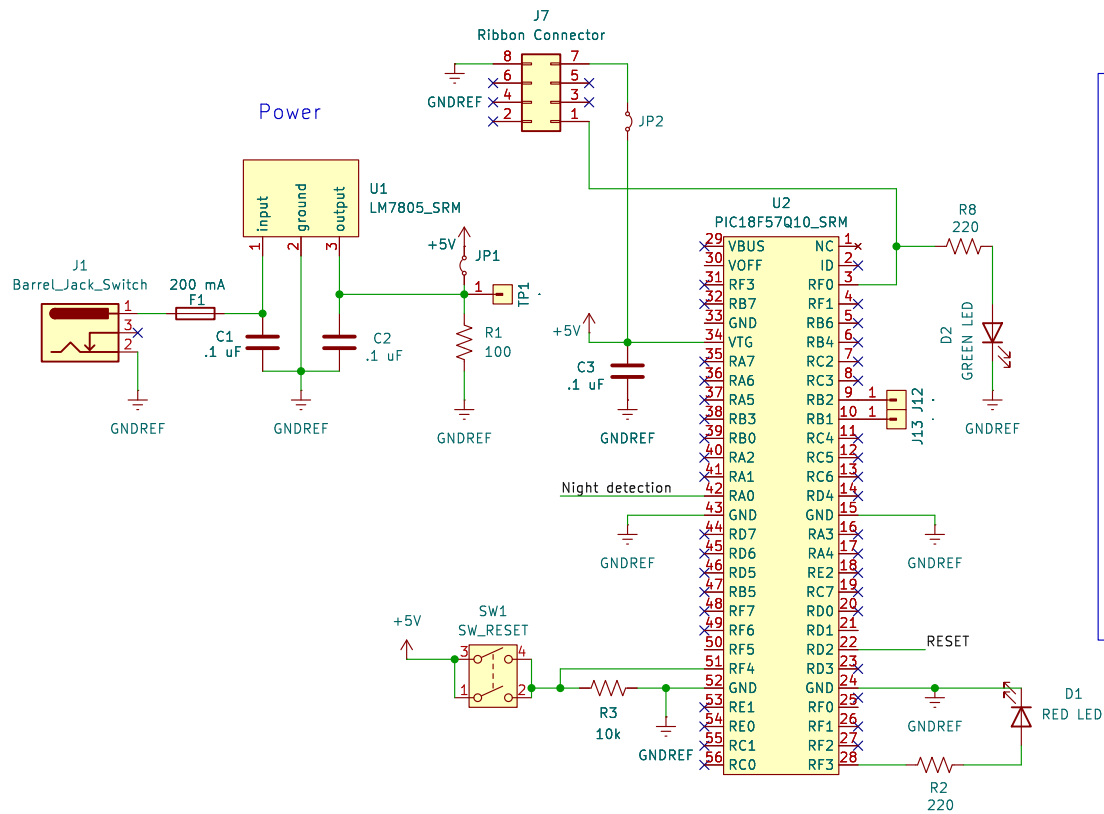 J7
Ribbon Connector
8 7
6 5
4 3
2 1
GNDREF
JP2
Power
U1
LM7805_SRM
input
ground
output
1 2 3
+5V
JP1
1
TP1
J1
Barrel_Jack_Switch
1
3
2
200 mA
F1
C1
.1 uF
C2
.1 uF
R1
100
GNDREF
GNDREF
GNDREF
+5V
C3
.1 uF
GNDREF
U2
PIC18F57Q10_SRM
29 VBUS NC 1
30 VOFF ID 2
31 RF3 RF0 3
32 RB7 RF1 4
33 GND RB6 5
34 VTG RB4 6
35 RA7 RC2 7
36 RA6 RC3 8
37 RA5 RB2 9
38 RB3 RB1 10
39 RB0 RC4 11
40 RA2 RC5 12
41 RA1 RC6 13
42 RA0 RD4 14
43 GND GND 15
44 RD7 RA3 16
45 RD6 RA4 17
46 RD5 RE2 18
47 RB5 RC7 19
48 RF7 RD0 20
49 RF6 RD1 21
50 RF5 RD2 22
51 RF4 RD3 23
52 GND GND 24
53 RE1 RF0 25
54 RE0 RF1 26
55 RC1 RF2 27
56 RC0 RF3 28
R8
220
D2
GREEN LED
GNDREF
1
J12
1
J13
Night detection
GNDREF
GNDREF
RESET
+5V
SW1
SW_RESET
3 4
1 2
R3
10k
GNDREF
GNDREF
D1
RED LED
R2
220